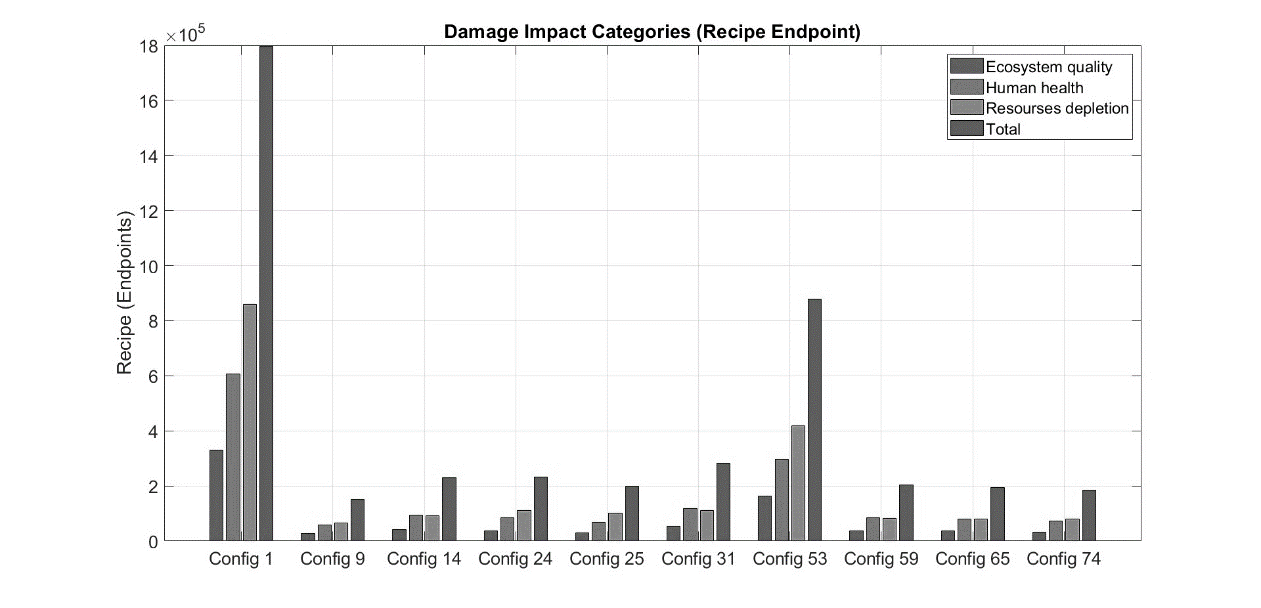 Damage Impact Categories (Recipe Endpoint)
×10⁵
18
16
14
12
10
8
6
4
2
0
Recipe (Endpoints)
Ecosystem quality
Human health
Resourses depletion
Total
Config 1 Config 9 Config 14 Config 24 Config 25 Config 31 Config 53 Config 59 Config 65 Config 74